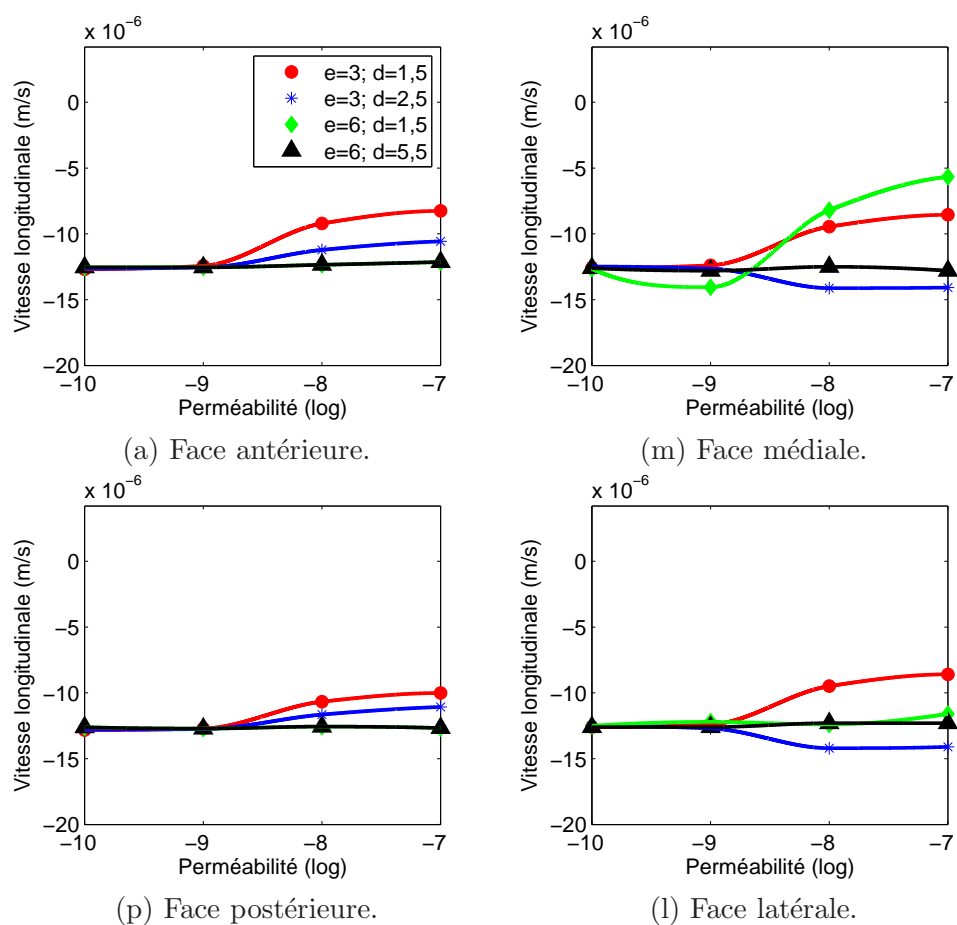 x 10⁻⁶
0
−5
−10
−15
−20
Vitesse longitudinale (m/s)
e=3; d=1,5
e=3; d=2,5
e=6; d=1,5
e=6; d=5,5
−10 −9 −8 −7
Perméabilité (log)
(a) Face antérieure.
x 10⁻⁶
0
−5
−10
−15
−20
Vitesse longitudinale (m/s)
−10 −9 −8 −7
Perméabilité (log)
(m) Face médiale.
x 10⁻⁶
0
−5
−10
−15
−20
Vitesse longitudinale (m/s)
−10 −9 −8 −7
Perméabilité (log)
(p) Face postérieure.
x 10⁻⁶
0
−5
−10
−15
−20
Vitesse longitudinale (m/s)
−10 −9 −8 −7
Perméabilité (log)
(l) Face latérale.